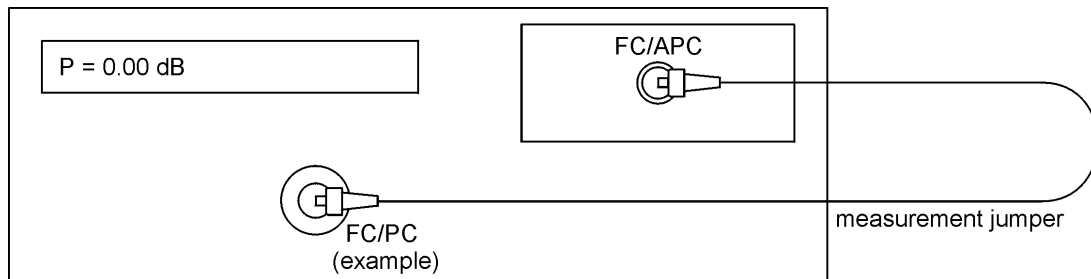 FC/APC
P = 0.00 dB
measurement jumper
FC/PC
(example)